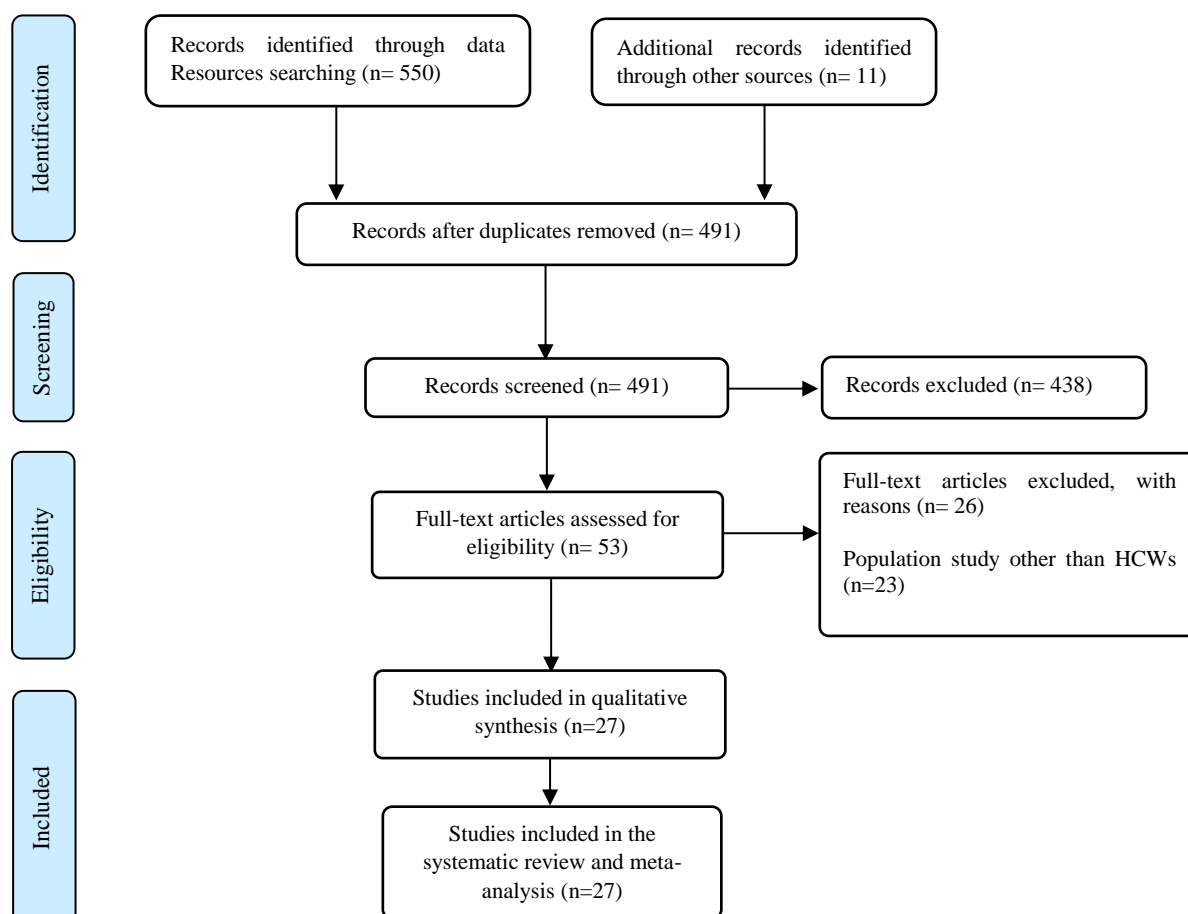 Identification
Records identified through data
Resources searching (n= 550)
Additional records identified
through other sources (n= 11)
Records after duplicates removed (n= 491)
Screening
Records screened (n= 491)
Records excluded (n= 438)
Eligibility
Full-text articles assessed for
eligibility (n= 53)
Full-text articles excluded, with
reasons (n= 26)
Population study other than HCWs
(n=23)
Included
Studies included in qualitative
synthesis (n=27)
Studies included in the
systematic review and meta-
analysis (n=27)